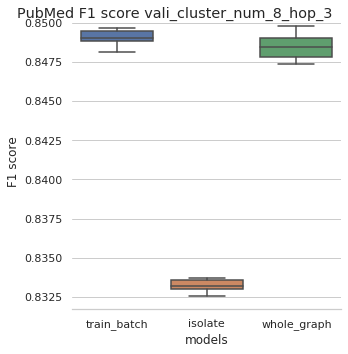 PubMed F1 score vali_cluster_num_8_hop_3
0.8500
0.8475
0.8450
0.8425
0.8400
0.8375
0.8350
0.8325
F1 score
train_batch isolate whole_graph
models